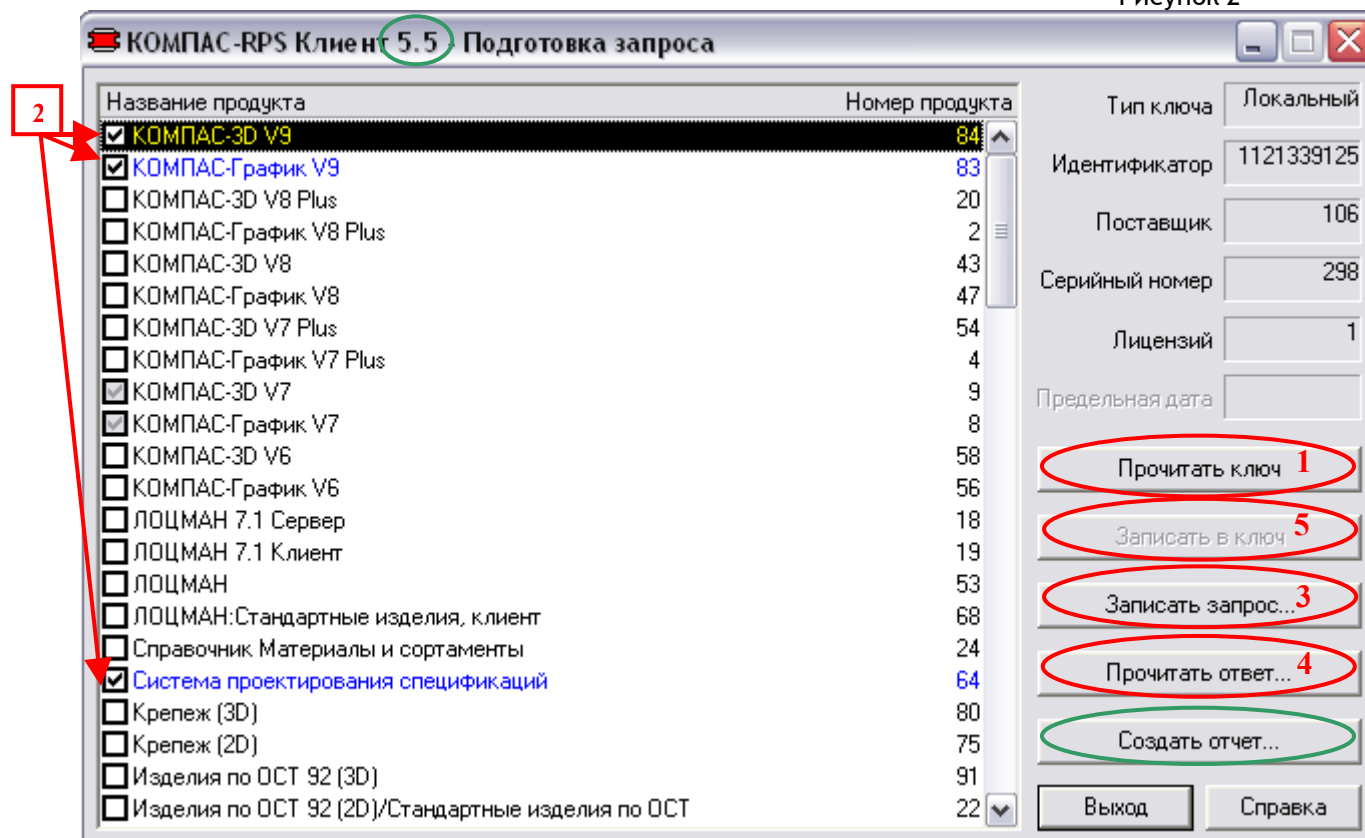 Рисунок 2
КОМПАС-RPS Клиент 5.5 - Подготовка запроса
2
Название продукта Номер продукта
КОМПАС-3D V9 84
КОМПАС-График V9 83
КОМПАС-3D V8 Plus 20
КОМПАС-График V8 Plus 2
КОМПАС-3D V8 43
КОМПАС-График V8 47
КОМПАС-3D V7 Plus 54
КОМПАС-График V7 Plus 4
КОМПАС-3D V7 9
КОМПАС-График V7 8
КОМПАС-3D V6 58
КОМПАС-График V6 56
ЛОЦМАН 7.1 Сервер 18
ЛОЦМАН 7.1 Клиент 19
ЛОЦМАН 53
ЛОЦМАН:Стандартные изделия, клиент 68
Справочник Материалы и сортаменты 24
Система проектирования спецификаций 64
Крепеж (3D) 80
Крепеж (2D) 75
Изделия по ОСТ 92 (3D) 91
Изделия по ОСТ 92 (2D)/Стандартные изделия по ОСТ 22
Тип ключа Локальный
Идентификатор 1121339125
Поставщик 106
Серийный номер 298
Лицензий 1
Предельная дата
Прочитать ключ 1
Записать в ключ 5
Записать запрос... 3
Прочитать ответ... 4
Создать отчет...
Выход Справка